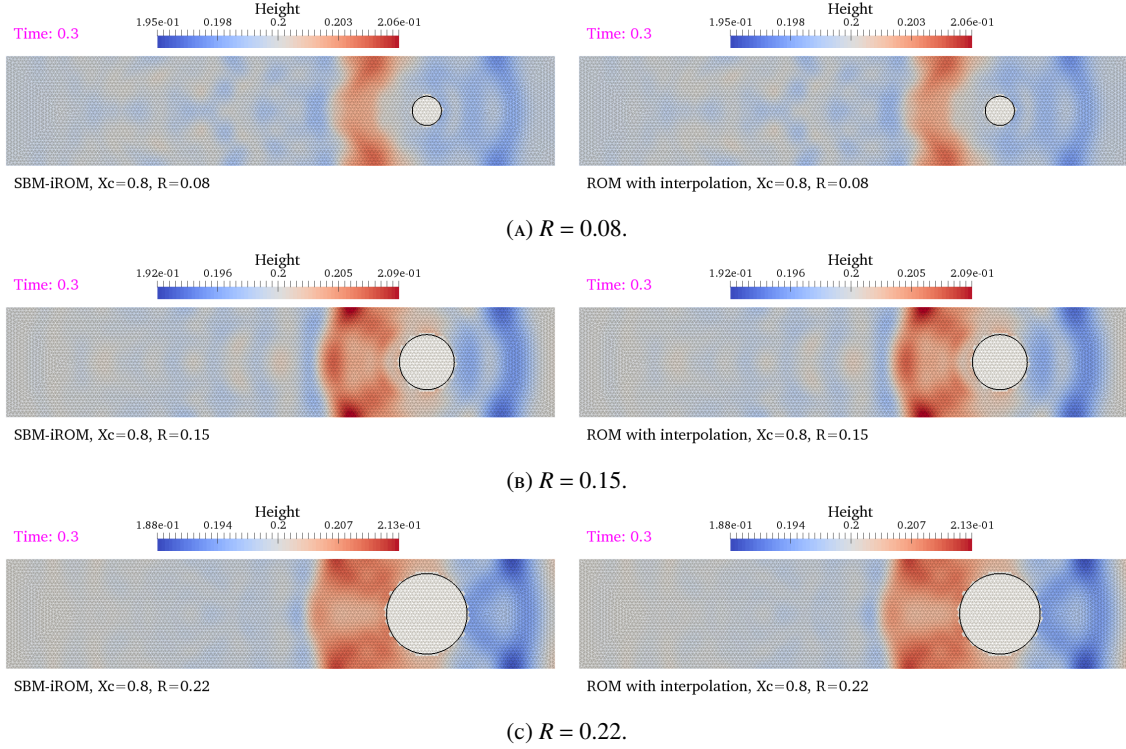 Height Height
Time: 0.3 1.95e-01 0.198 0.2 0.203 2.06e-01 Time: 0.3 1.95e-01 0.198 0.2 0.203 2.06e-01
SBM-iROM, Xc=0.8, R=0.08 ROM with interpolation, Xc=0.8, R=0.08
(A) R = 0.08.
Height Height
Time: 0.3 1.92e-01 0.196 0.2 0.205 2.09e-01 Time: 0.3 1.92e-01 0.196 0.2 0.205 2.09e-01
SBM-iROM, Xc=0.8, R=0.15 ROM with interpolation, Xc=0.8, R=0.15
(B) R = 0.15.
Height Height
Time: 0.3 1.88e-01 0.194 0.2 0.207 2.13e-01 Time: 0.3 1.88e-01 0.194 0.2 0.207 2.13e-01
SBM-iROM, Xc=0.8, R=0.22 ROM with interpolation, Xc=0.8, R=0.22
(C) R = 0.22.